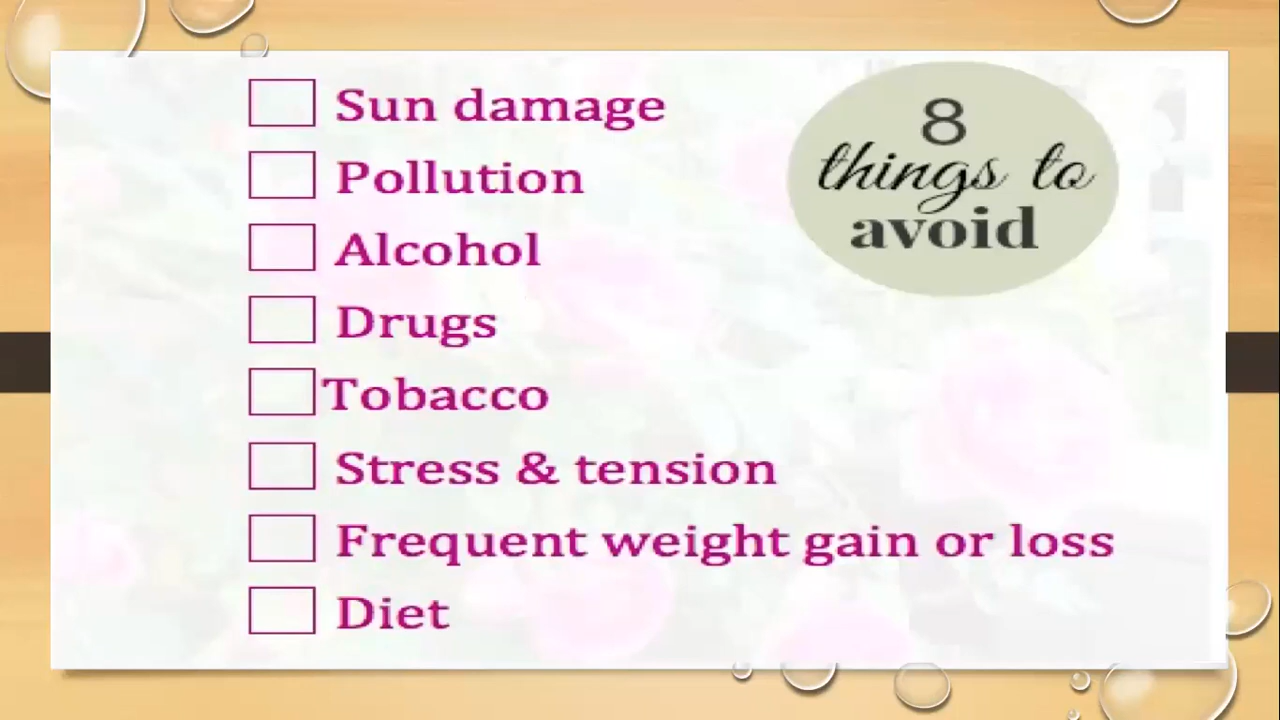 8
things to
avoid
Sun damage
Pollution
Alcohol
Drugs
Tobacco
Stress & tension
Frequent weight gain or loss
Diet